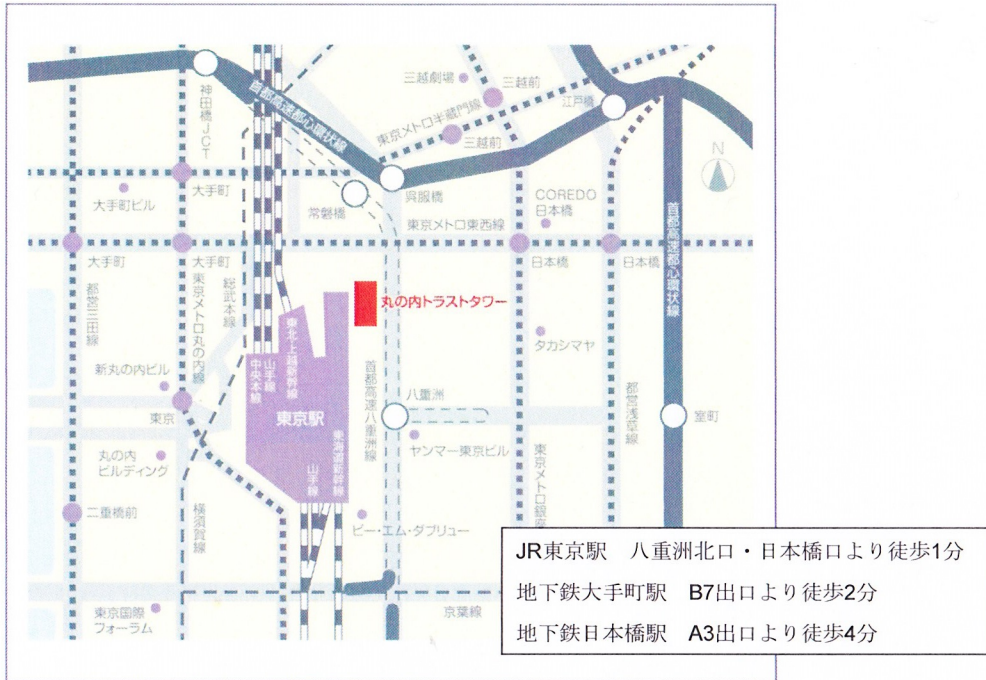 首都高速都心環状線
三越劇場
三越前
江戸橋
神田橋JCT
東京メトロ半蔵門線
三越前
N
大手町
大手町ビル
常磐橋
呉服橋
COREDO
日本橋
東京メトロ東西線
首都高速都心環状線
大手町
大手町
日本橋
日本橋
都営三田線
東京メトロ丸の内線
総武本線
丸の内トラストタワー
東北・上越新幹線
タカシマヤ
新丸の内ビル
山手線
中央本線
首都高速八重洲線
八重洲
都営浅草線
室町
東京
東京駅
丸の内
ビルディング
東海道新幹線
山手線
ヤンマー東京ビル
東京メトロ銀座
二重橋前
横須賀線
ビー・エム・ダブリュー
東京国際
フォーラム
京葉線
JR東京駅 八重洲北口・日本橋口より徒歩1分
地下鉄大手町駅 B7出口より徒歩2分
地下鉄日本橋駅 A3出口より徒歩4分